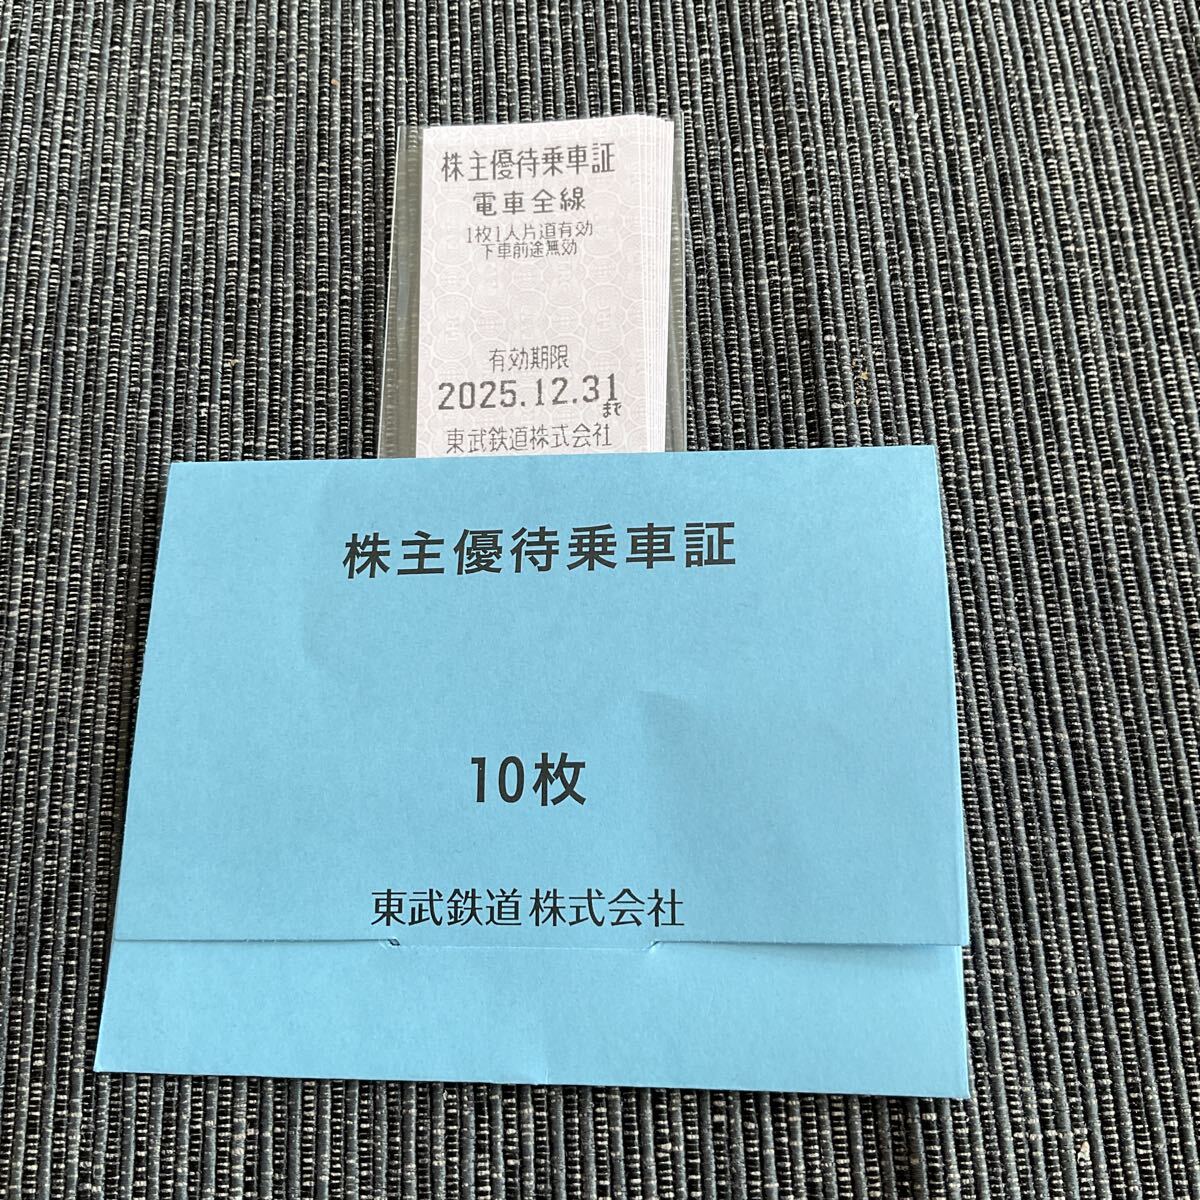 株主優待乗車証
電車全線
1枚1人片道有効
下車前途無効
有効期限
2025.12.31
まで
東武鉄道株式会社
株主優待乗車証
10枚
東武鉄道株式会社